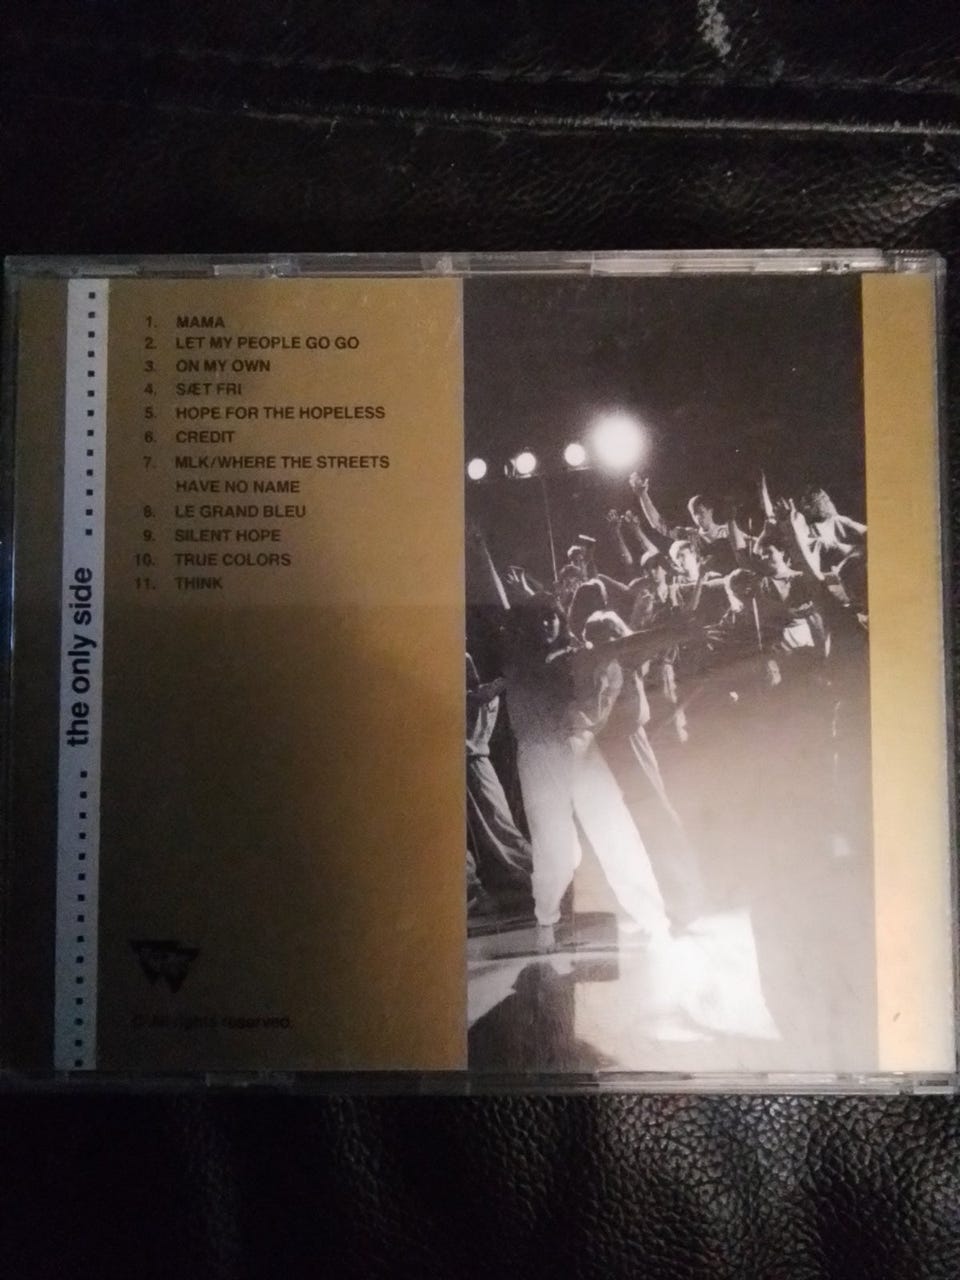 the only side
1. MAMA
2. LET MY PEOPLE GO GO
3. ON MY OWN
4. SÆT FRI
5. HOPE FOR THE HOPELESS
6. CREDIT
7. MLK/WHERE THE STREETS
HAVE NO NAME
8. LE GRAND BLEU
9. SILENT HOPE
10. TRUE COLORS
11. THINK
© All rights reserved.